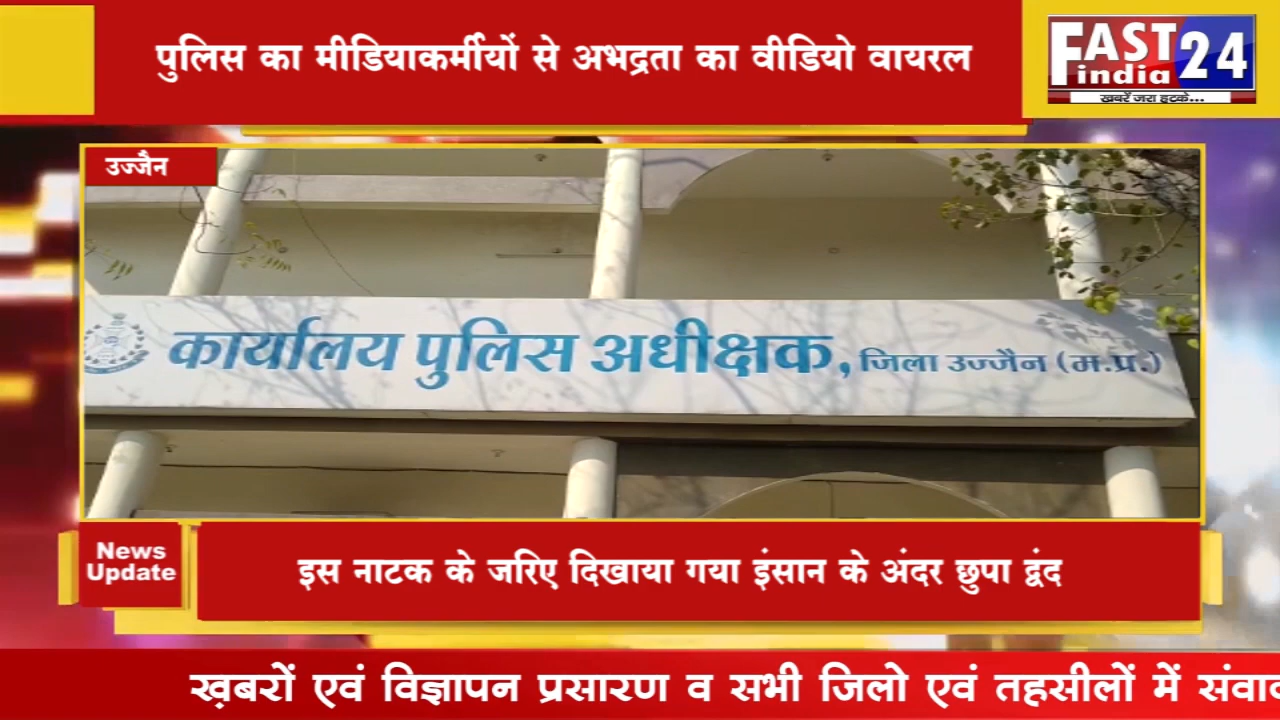 पुलिस का मीडियाकर्मीयों से अभद्रता का वीडियो वायरल
FAST india 24
खबरें जरा हटके...
उज्जैन
कार्यालय पुलिस अधीक्षक, जिला उज्जैन (म.प्र.)
News
Update
इस नाटक के जरिए दिखाया गया इंसान के अंदर छुपा द्वंद
ख़बरों एवं विज्ञापन प्रसारण व सभी जिलो एवं तहसीलों में